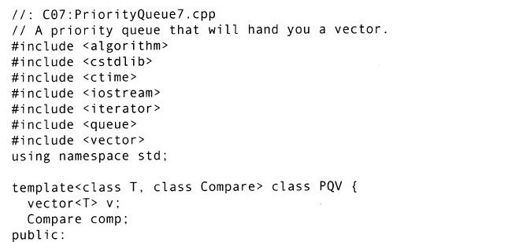 //: C07:PriorityQueue7.cpp
// A priority queue that will hand you a vector.
#include <algorithm>
#include <cstdlib>
#include <ctime>
#include <iostream>
#include <iterator>
#include <queue>
#include <vector>
using namespace std;
template<class T, class Compare> class PQV {
  vector<T> v;
  Compare comp;
public: